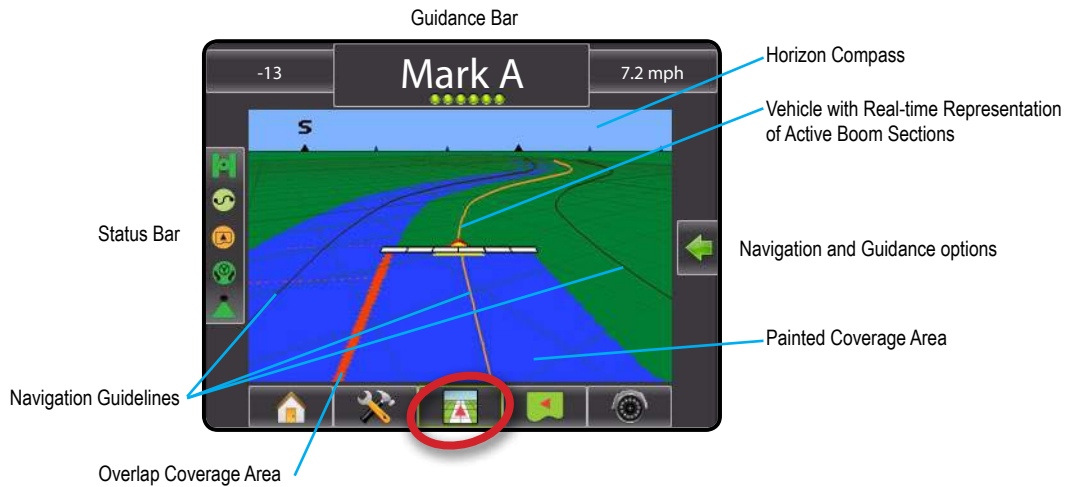 Guidance Bar
-13
Mark A
7.2 mph
Horizon Compass
Vehicle with Real-time Representation
of Active Boom Sections
S
Status Bar
Navigation and Guidance options
Painted Coverage Area
Navigation Guidelines
Overlap Coverage Area